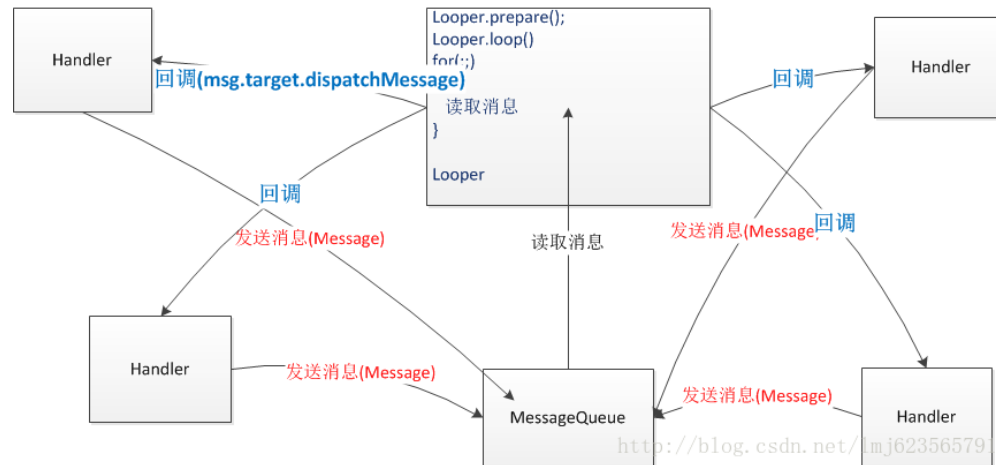 Looper.prepare();
Looper.loop()
for(;;)
读取消息
}
Looper
Handler
回调(msg.target.dispatchMessage)
回调
Handler
回调
发送消息(Message)
读取消息
发送消息(Message)
回调
Handler
发送消息(Message)
MessageQueue
发送消息(Message)
Handler
http://blog.csdn.net/lmj623565791